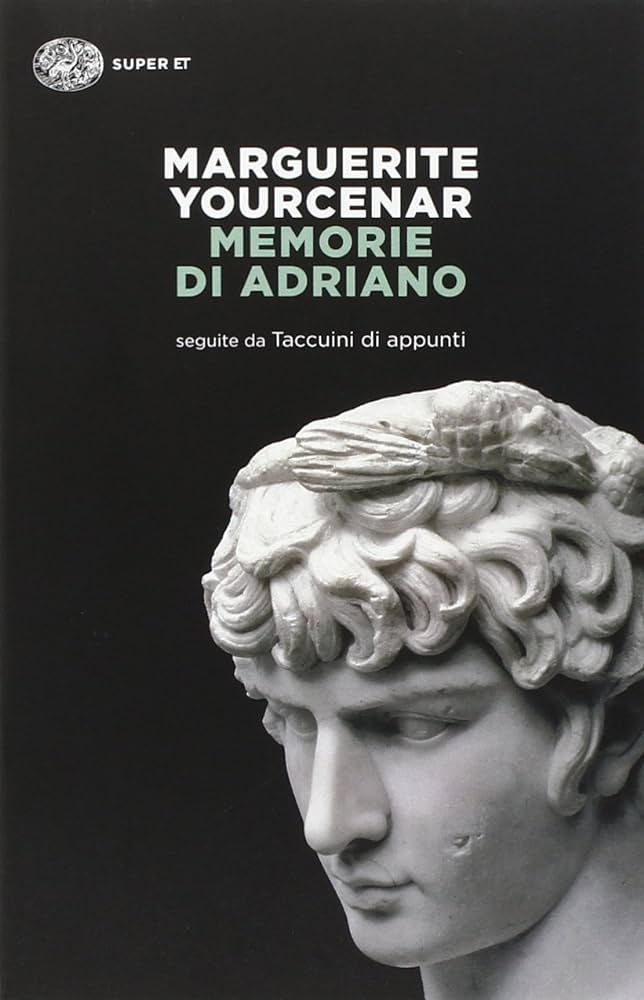 SUPER ET
MARGUERITE
YOURCENAR
MEMORIE
DI ADRIANO
seguite da Taccuini di appunti